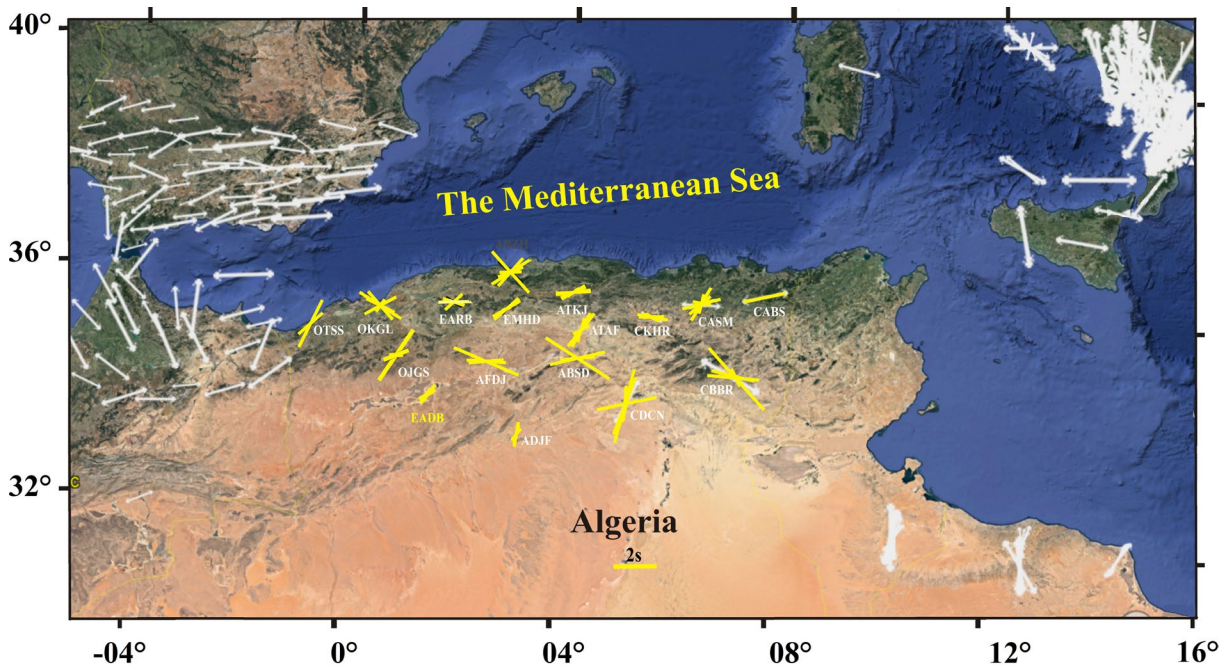 40°
The Mediterranean Sea
36°
OTSS
OKGL
EARB
EMHD
ATKJ
ATAF
CKHR
CASM
CABS
OJGS
AFDJ
ABSD
CBBR
EADB
CDCN
ADJF
32°
C
Algeria
2s
-04°
0°
04°
08°
12°
16°